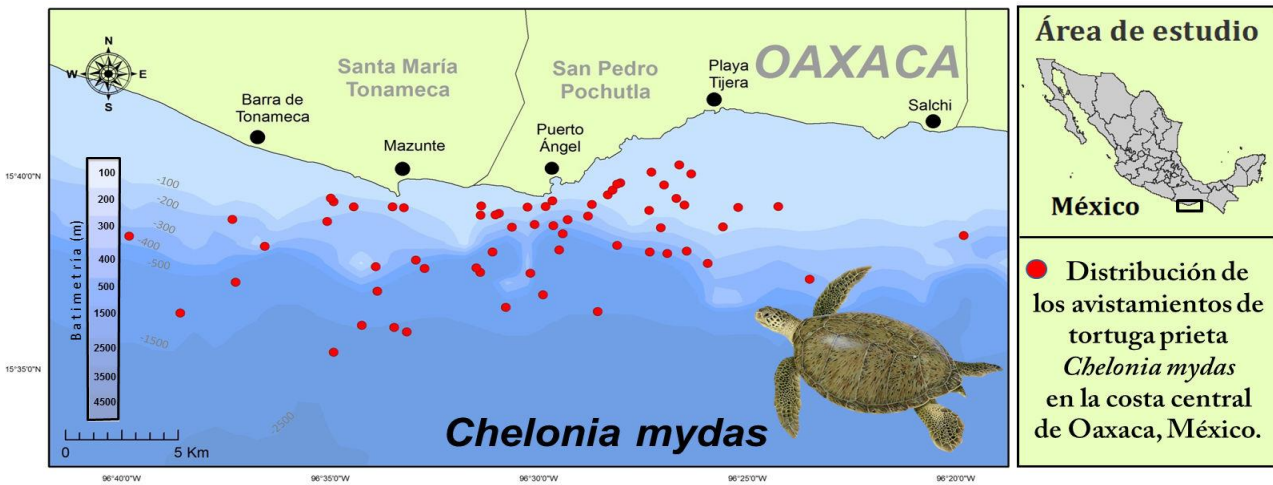 N
W
E
S
Santa María
Tonameca
San Pedro
Pochutla
OAXACA
Playa
Tijera
Salchi
Barra de
Tonameca
Mazunte
Puerto
Ángel
15°40'0"N
15°35'0"N
Batimetría (m)
100
200
300
400
500
1500
2500
3500
4500
-100
-200
-300
-400
-500
-1500
-2500
0 5 Km
Chelonia mydas
96°40'0"W
96°35'0"W
96°30'0"W
96°25'0"W
96°20'0"W
Área de estudio
México
Distribución de
los avistamientos de
tortuga prieta
Chelonia mydas
en la costa central
de Oaxaca, México.